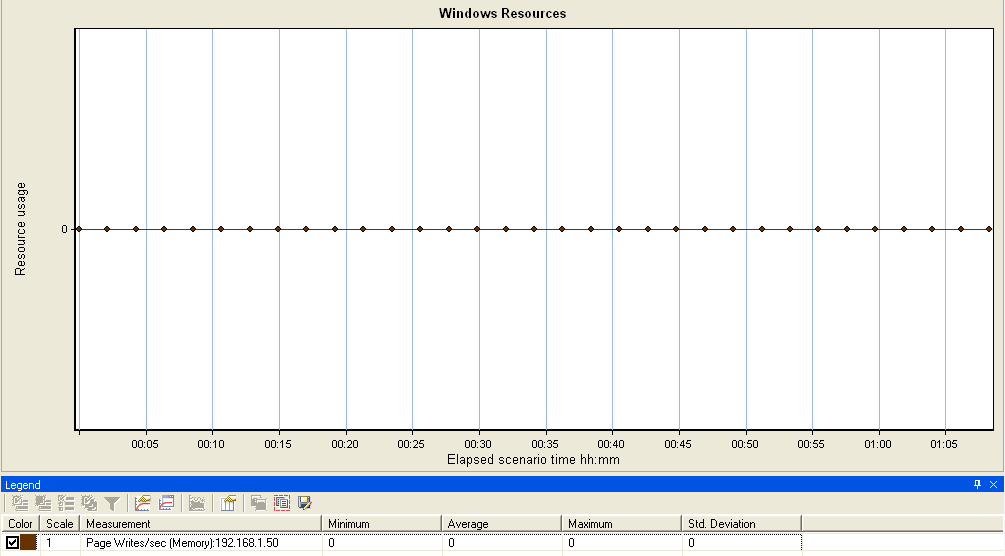 Windows Resources
Resource usage
0
00:05 00:10 00:15 00:20 00:25 00:30 00:35 00:40 00:45 00:50 00:55 01:00 01:05
Elapsed scenario time hh:mm
Legend
Color Scale Measurement Minimum Average Maximum Std. Deviation
1 Page Writes/sec (Memory):192.168.1.50 0 0 0 0